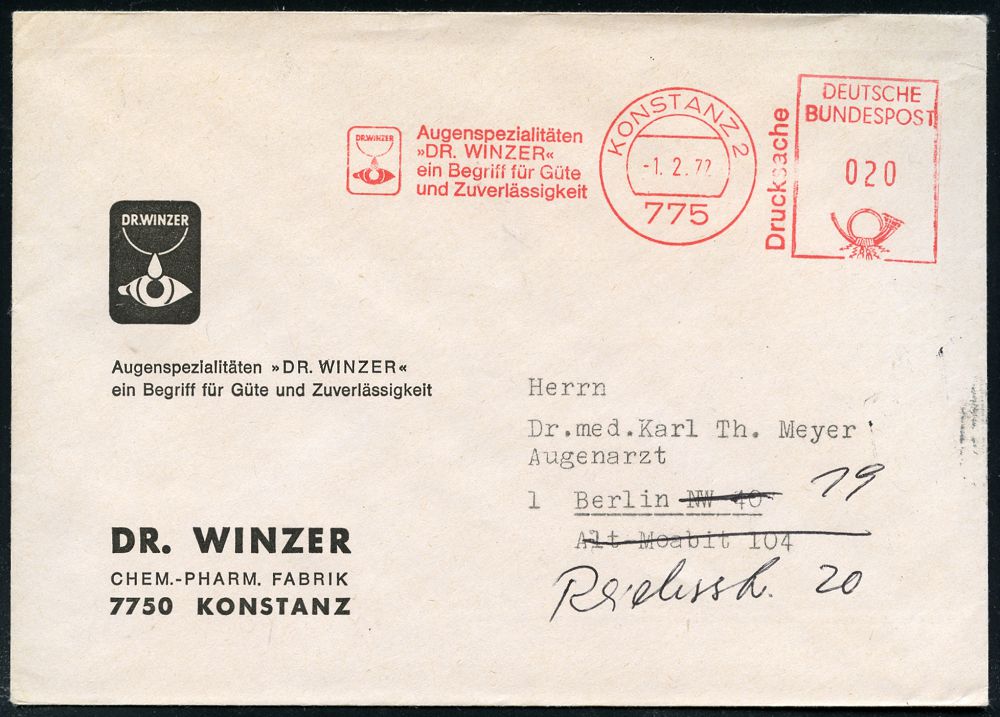 DR.WINZER
Augenspezialitäten
»DR. WINZER«
ein Begriff für Güte
und Zuverlässigkeit
KONSTANZ 2
-1. 2. 72
775
Drucksache
DEUTSCHE
BUNDESPOST
020
DR.WINZER
Augenspezialitäten »DR. WINZER«
ein Begriff für Güte und Zuverlässigkeit
Herrn
Dr.med.Karl Th. Meyer
Augenarzt
1 Berlin NW 40 19
Alt Moabit 104
20
DR. WINZER
CHEM.-PHARM. FABRIK
7750 KONSTANZ